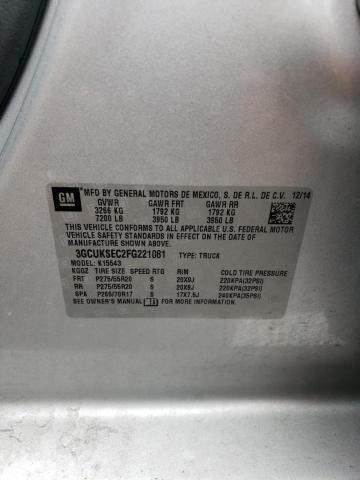 GM
MFD BY GENERAL MOTORS DE MEXICO, S. DE R.L. DE C.V. 12/14
GVWR GAWR FRT GAWR RR
3266 KG 1792 KG 1792 KG
7200 LB 3950 LB 3950 LB
THIS VEHICLE CONFORMS TO ALL APPLICABLE U.S. FEDERAL MOTOR
VEHICLE SAFETY STANDARDS IN EFFECT ON THE DATE OF
MANUFACTURE SHOWN ABOVE.
3GCUKSEC2FG221081 TYPE: TRUCK
MODEL: K15543
KGGZ TIRE SIZE SPEED RTG RIM COLD TIRE PRESSURE
FRT P275/55R20 S 20X9J 220KPA(32PSI)
RR P275/55R20 S 20X9J 220KPA(32PSI)
SPA P265/70R17 S 17X7.5J 240KPA(35PSI)
SEE OWNER'S MANUAL FOR MORE INFORMATION.